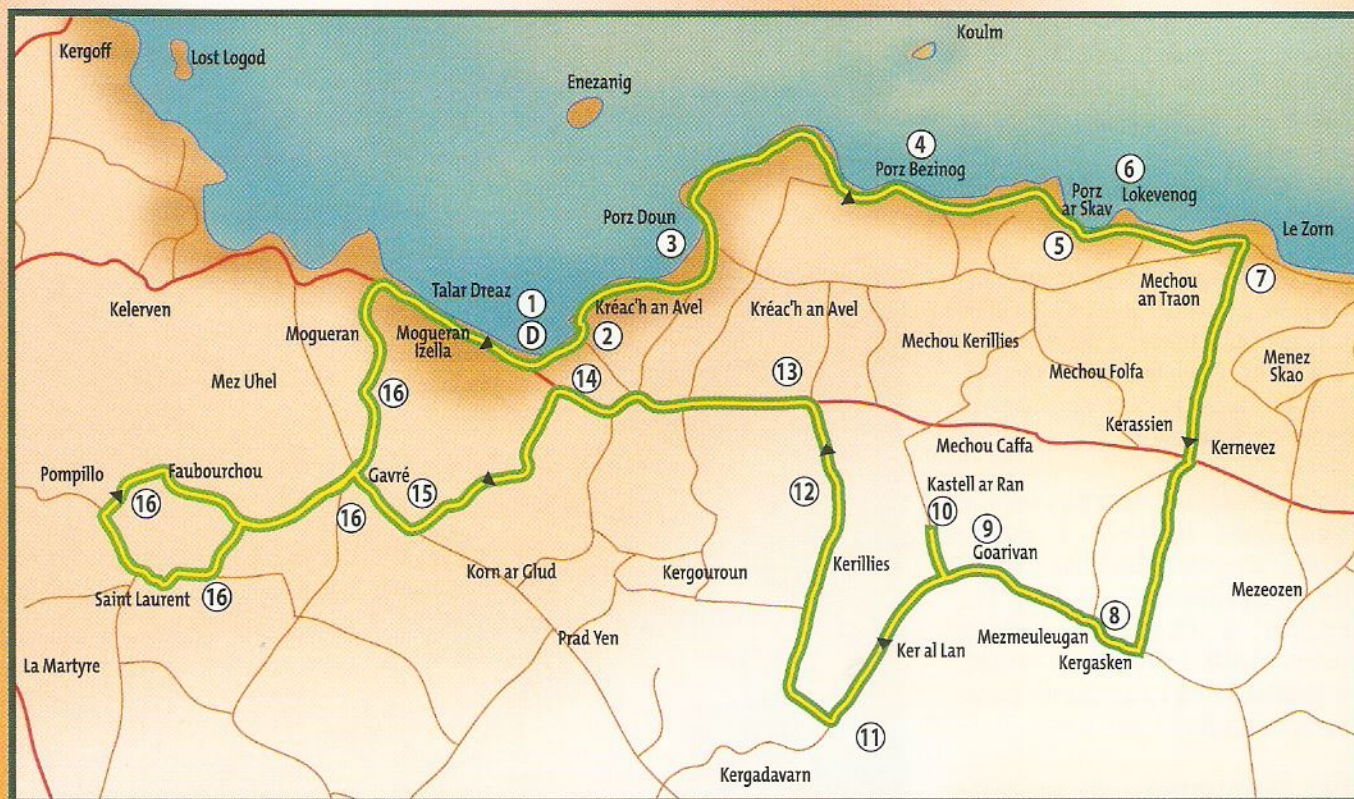 Kergoff
Lost Logod
Koulm
Enezanig
4
Porz Bezinog
6
Lokevenog
Porz
ar Skav
Porz Doun
3
5
Le Zorn
7
Kelerven
Talar Dreaz
1
D
Kréac'h an Avel
2
Kréac'h an Avel
Mechou
an Traon
Mogueran
Mogueran
Izella
Mechou Kerillies
Menez
Skao
Mez Uhel
16
14
13
Mechou Folfa
Kerassien
Kernevez
Mechou Caffa
Pompillo
Faubourchou
16
Gavré
15
16
12
Kastell ar Ran
10
9
Goarivan
Saint Laurent
16
Korn ar Glud
Kergouroun
Kerillies
Mezeozen
8
Mezmeuleugan
Kergasken
La Martyre
Prad Yen
Ker al Lan
11
Kergadavarn